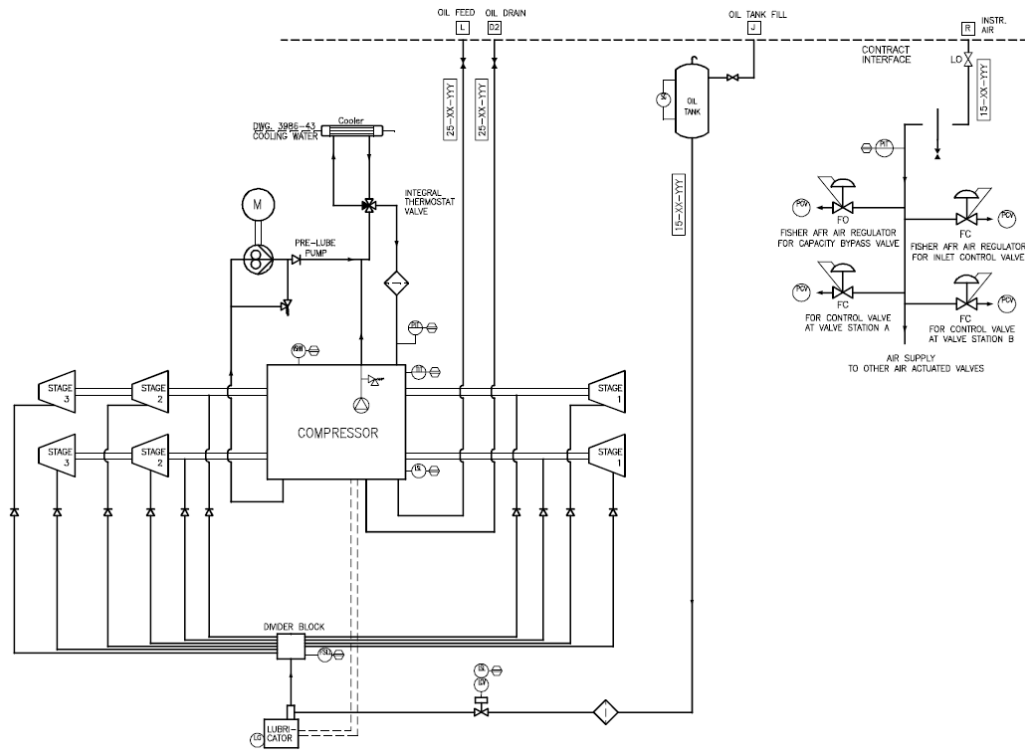 OIL FEED
L
OIL DRAIN
D2
OIL TANK FILL
J
INSTR.
AIR
R
CONTRACT
INTERFACE
LO
15-XX-YYY
25-XX-YYY
25-XX-YYY
OIL
TANK
15-XX-YYY
DWG. 3986-43
COOLING WATER
Cooler
INTEGRAL
THERMOSTAT
VALVE
M
PRE-LUBE
PUMP
PIT
PCV
FO
FISHER AFR AIR REGULATOR
FOR CAPACITY BYPASS VALVE
PCV
FC
FISHER AFR AIR REGULATOR
FOR INLET CONTROL VALVE
PCV
FC
FOR CONTROL VALVE
AT VALVE STATION A
PCV
FC
FOR CONTROL VALVE
AT VALVE STATION B
AIR SUPPLY
TO OTHER AIR ACTUATED VALVES
PIT
STAGE
3
STAGE
2
STAGE
1
COMPRESSOR
STAGE
3
STAGE
2
STAGE
1
DIVIDER BLOCK
LUBRI-
CATOR
LG